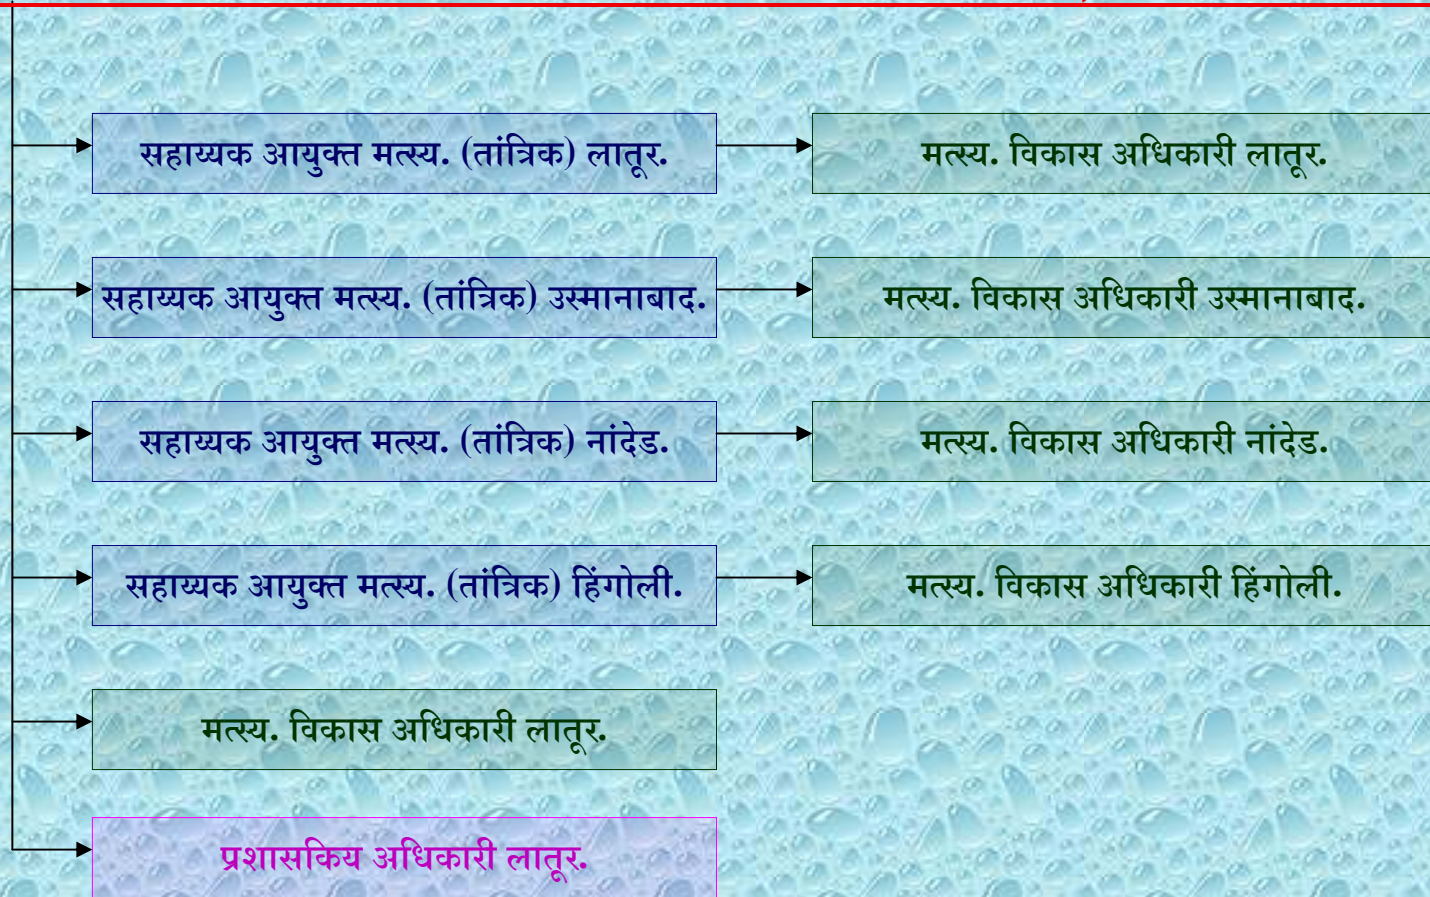 सहाय्यक आयुक्त मत्स्य. (तांत्रिक) लातूर.
मत्स्य. विकास अधिकारी लातूर.
सहाय्यक आयुक्त मत्स्य. (तांत्रिक) उस्मानाबाद.
मत्स्य. विकास अधिकारी उस्मानाबाद.
सहाय्यक आयुक्त मत्स्य. (तांत्रिक) नांदेड.
मत्स्य. विकास अधिकारी नांदेड.
सहाय्यक आयुक्त मत्स्य. (तांत्रिक) हिंगोली.
मत्स्य. विकास अधिकारी हिंगोली.
मत्स्य. विकास अधिकारी लातूर.
प्रशासकिय अधिकारी लातूर.